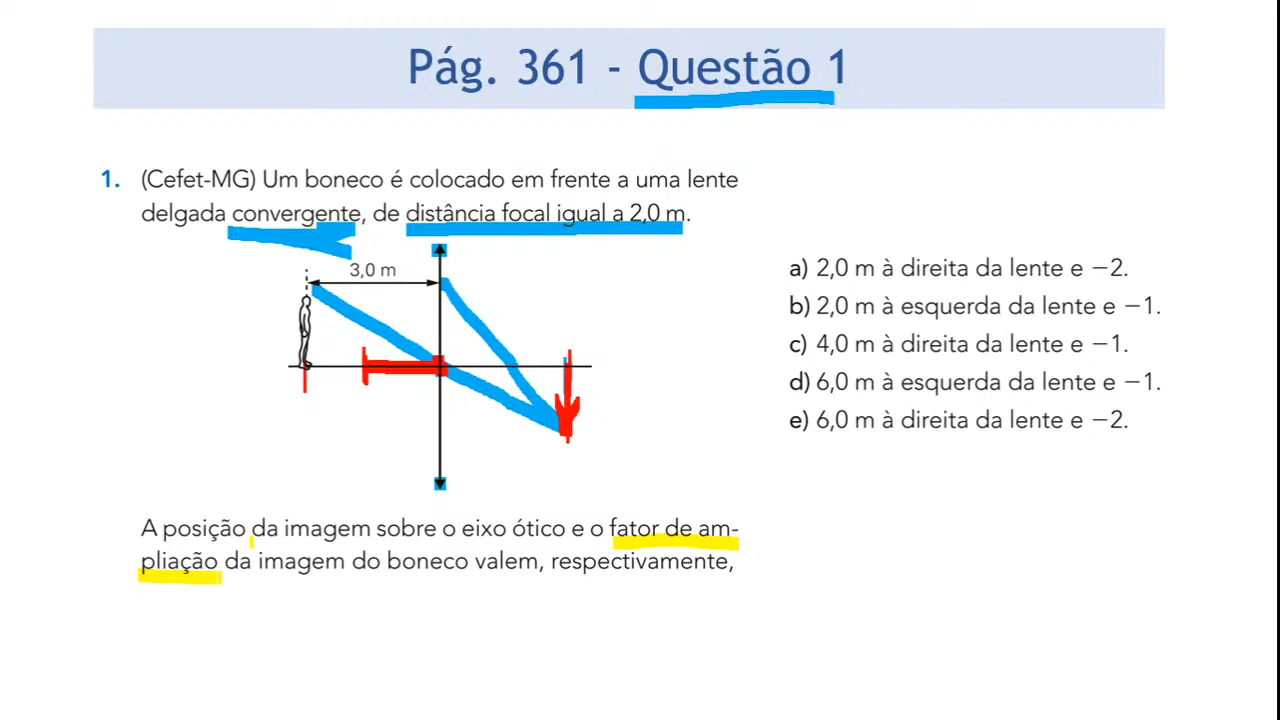 Pág. 361 - Questão 1
1. (Cefet-MG) Um boneco é colocado em frente a uma lente
delgada convergente, de distância focal igual a 2,0 m.
3,0 m
A posição da imagem sobre o eixo ótico e o fator de am-
pliação da imagem do boneco valem, respectivamente,
a) 2,0 m à direita da lente e −2.
b) 2,0 m à esquerda da lente e −1.
c) 4,0 m à direita da lente e −1.
d) 6,0 m à esquerda da lente e −1.
e) 6,0 m à direita da lente e −2.